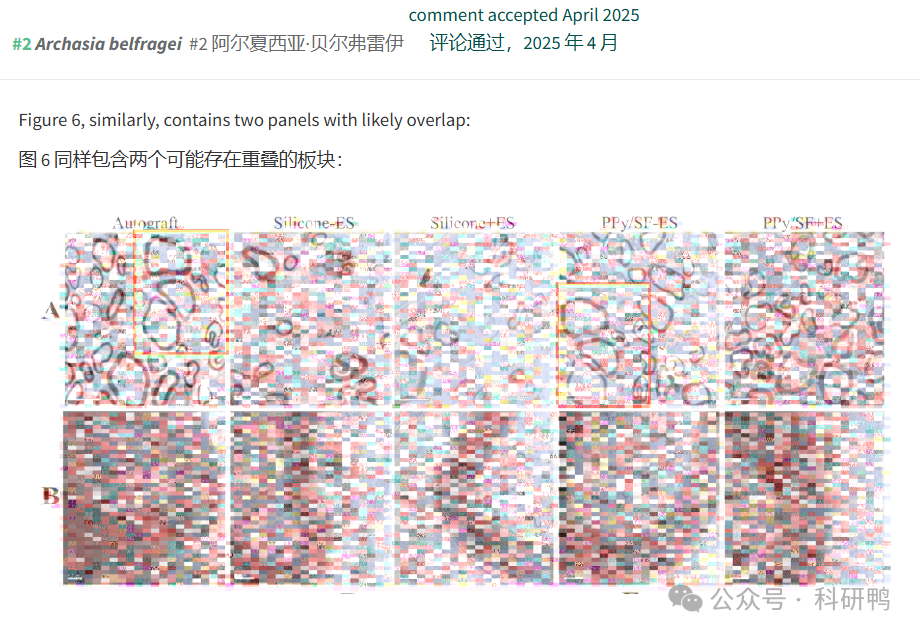 comment accepted April 2025
#2 Archasia belfragei #2 阿尔夏西亚·贝尔弗雷伊 评论通过，2025 年 4 月
Figure 6, similarly, contains two panels with likely overlap:
图 6 同样包含两个可能存在重叠的板块：
Autograft Silicone-ES Silicone+ES PPy/SF-ES PPy/SF+ES
A
B
公众号 · 科研鸭